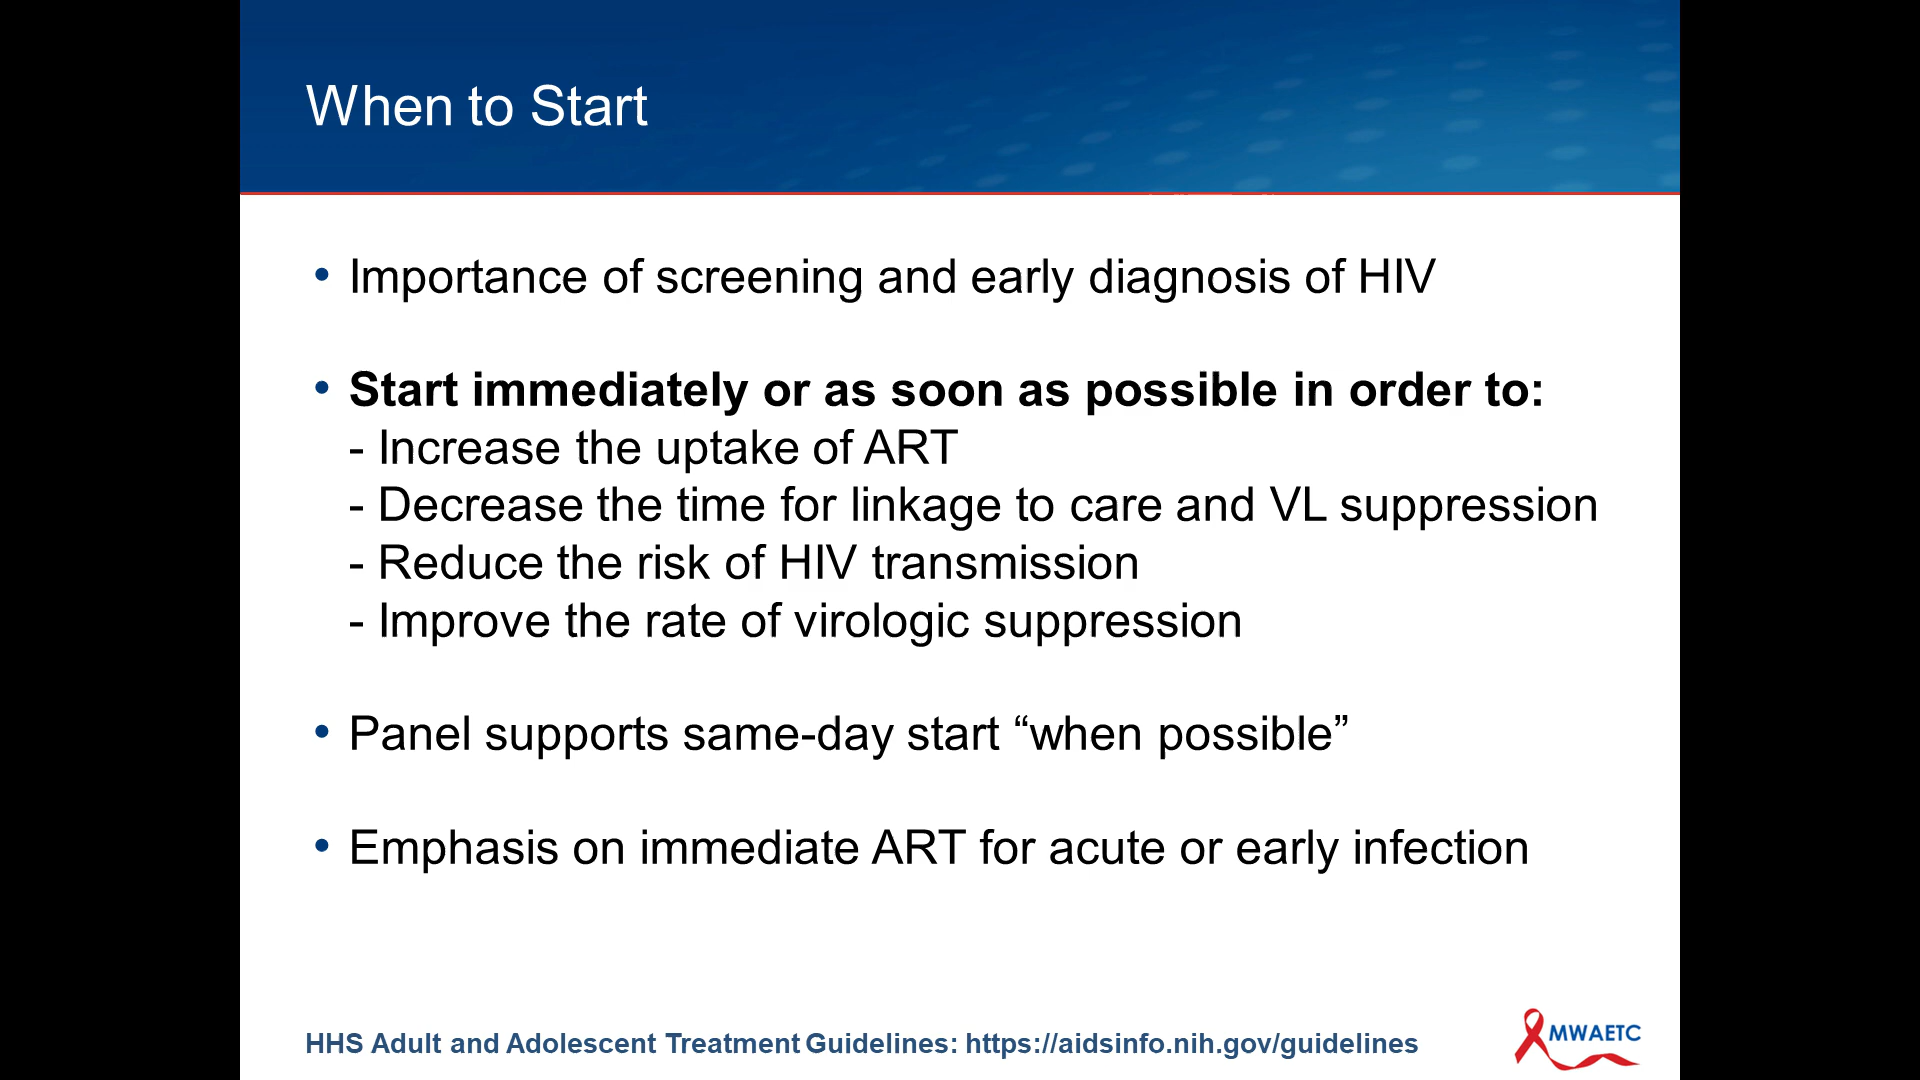 When to Start
• Importance of screening and early diagnosis of HIV
• Start immediately or as soon as possible in order to:
- Increase the uptake of ART
- Decrease the time for linkage to care and VL suppression
- Reduce the risk of HIV transmission
- Improve the rate of virologic suppression
• Panel supports same-day start “when possible”
• Emphasis on immediate ART for acute or early infection
HHS Adult and Adolescent Treatment Guidelines: https://aidsinfo.nih.gov/guidelines
MWAETC